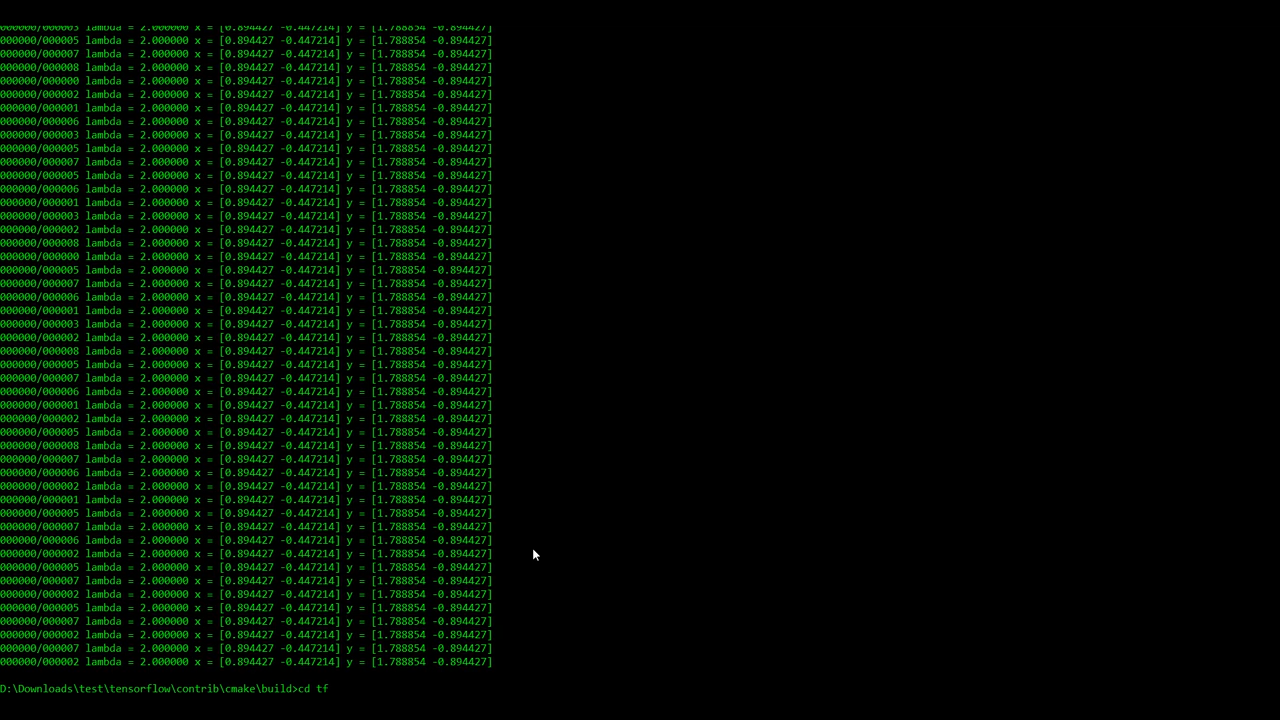 000000/000003 lambda = 2.000000 x = [0.894427 -0.447214] y = [1.788854 -0.894427]
000000/000005 lambda = 2.000000 x = [0.894427 -0.447214] y = [1.788854 -0.894427]
000000/000007 lambda = 2.000000 x = [0.894427 -0.447214] y = [1.788854 -0.894427]
000000/000008 lambda = 2.000000 x = [0.894427 -0.447214] y = [1.788854 -0.894427]
000000/000000 lambda = 2.000000 x = [0.894427 -0.447214] y = [1.788854 -0.894427]
000000/000002 lambda = 2.000000 x = [0.894427 -0.447214] y = [1.788854 -0.894427]
000000/000001 lambda = 2.000000 x = [0.894427 -0.447214] y = [1.788854 -0.894427]
000000/000006 lambda = 2.000000 x = [0.894427 -0.447214] y = [1.788854 -0.894427]
000000/000003 lambda = 2.000000 x = [0.894427 -0.447214] y = [1.788854 -0.894427]
000000/000005 lambda = 2.000000 x = [0.894427 -0.447214] y = [1.788854 -0.894427]
000000/000007 lambda = 2.000000 x = [0.894427 -0.447214] y = [1.788854 -0.894427]
000000/000005 lambda = 2.000000 x = [0.894427 -0.447214] y = [1.788854 -0.894427]
000000/000006 lambda = 2.000000 x = [0.894427 -0.447214] y = [1.788854 -0.894427]
000000/000001 lambda = 2.000000 x = [0.894427 -0.447214] y = [1.788854 -0.894427]
000000/000003 lambda = 2.000000 x = [0.894427 -0.447214] y = [1.788854 -0.894427]
000000/000002 lambda = 2.000000 x = [0.894427 -0.447214] y = [1.788854 -0.894427]
000000/000008 lambda = 2.000000 x = [0.894427 -0.447214] y = [1.788854 -0.894427]
000000/000000 lambda = 2.000000 x = [0.894427 -0.447214] y = [1.788854 -0.894427]
000000/000005 lambda = 2.000000 x = [0.894427 -0.447214] y = [1.788854 -0.894427]
000000/000007 lambda = 2.000000 x = [0.894427 -0.447214] y = [1.788854 -0.894427]
000000/000006 lambda = 2.000000 x = [0.894427 -0.447214] y = [1.788854 -0.894427]
000000/000001 lambda = 2.000000 x = [0.894427 -0.447214] y = [1.788854 -0.894427]
000000/000003 lambda = 2.000000 x = [0.894427 -0.447214] y = [1.788854 -0.894427]
000000/000002 lambda = 2.000000 x = [0.894427 -0.447214] y = [1.788854 -0.894427]
000000/000008 lambda = 2.000000 x = [0.894427 -0.447214] y = [1.788854 -0.894427]
000000/000005 lambda = 2.000000 x = [0.894427 -0.447214] y = [1.788854 -0.894427]
000000/000007 lambda = 2.000000 x = [0.894427 -0.447214] y = [1.788854 -0.894427]
000000/000006 lambda = 2.000000 x = [0.894427 -0.447214] y = [1.788854 -0.894427]
000000/000001 lambda = 2.000000 x = [0.894427 -0.447214] y = [1.788854 -0.894427]
000000/000002 lambda = 2.000000 x = [0.894427 -0.447214] y = [1.788854 -0.894427]
000000/000005 lambda = 2.000000 x = [0.894427 -0.447214] y = [1.788854 -0.894427]
000000/000008 lambda = 2.000000 x = [0.894427 -0.447214] y = [1.788854 -0.894427]
000000/000007 lambda = 2.000000 x = [0.894427 -0.447214] y = [1.788854 -0.894427]
000000/000006 lambda = 2.000000 x = [0.894427 -0.447214] y = [1.788854 -0.894427]
000000/000002 lambda = 2.000000 x = [0.894427 -0.447214] y = [1.788854 -0.894427]
000000/000001 lambda = 2.000000 x = [0.894427 -0.447214] y = [1.788854 -0.894427]
000000/000005 lambda = 2.000000 x = [0.894427 -0.447214] y = [1.788854 -0.894427]
000000/000007 lambda = 2.000000 x = [0.894427 -0.447214] y = [1.788854 -0.894427]
000000/000006 lambda = 2.000000 x = [0.894427 -0.447214] y = [1.788854 -0.894427]
000000/000002 lambda = 2.000000 x = [0.894427 -0.447214] y = [1.788854 -0.894427]
000000/000005 lambda = 2.000000 x = [0.894427 -0.447214] y = [1.788854 -0.894427]
000000/000007 lambda = 2.000000 x = [0.894427 -0.447214] y = [1.788854 -0.894427]
000000/000002 lambda = 2.000000 x = [0.894427 -0.447214] y = [1.788854 -0.894427]
000000/000005 lambda = 2.000000 x = [0.894427 -0.447214] y = [1.788854 -0.894427]
000000/000007 lambda = 2.000000 x = [0.894427 -0.447214] y = [1.788854 -0.894427]
000000/000002 lambda = 2.000000 x = [0.894427 -0.447214] y = [1.788854 -0.894427]
000000/000007 lambda = 2.000000 x = [0.894427 -0.447214] y = [1.788854 -0.894427]
000000/000002 lambda = 2.000000 x = [0.894427 -0.447214] y = [1.788854 -0.894427]
D:\Downloads\test\tensorflow\contrib\cmake\build>cd tf